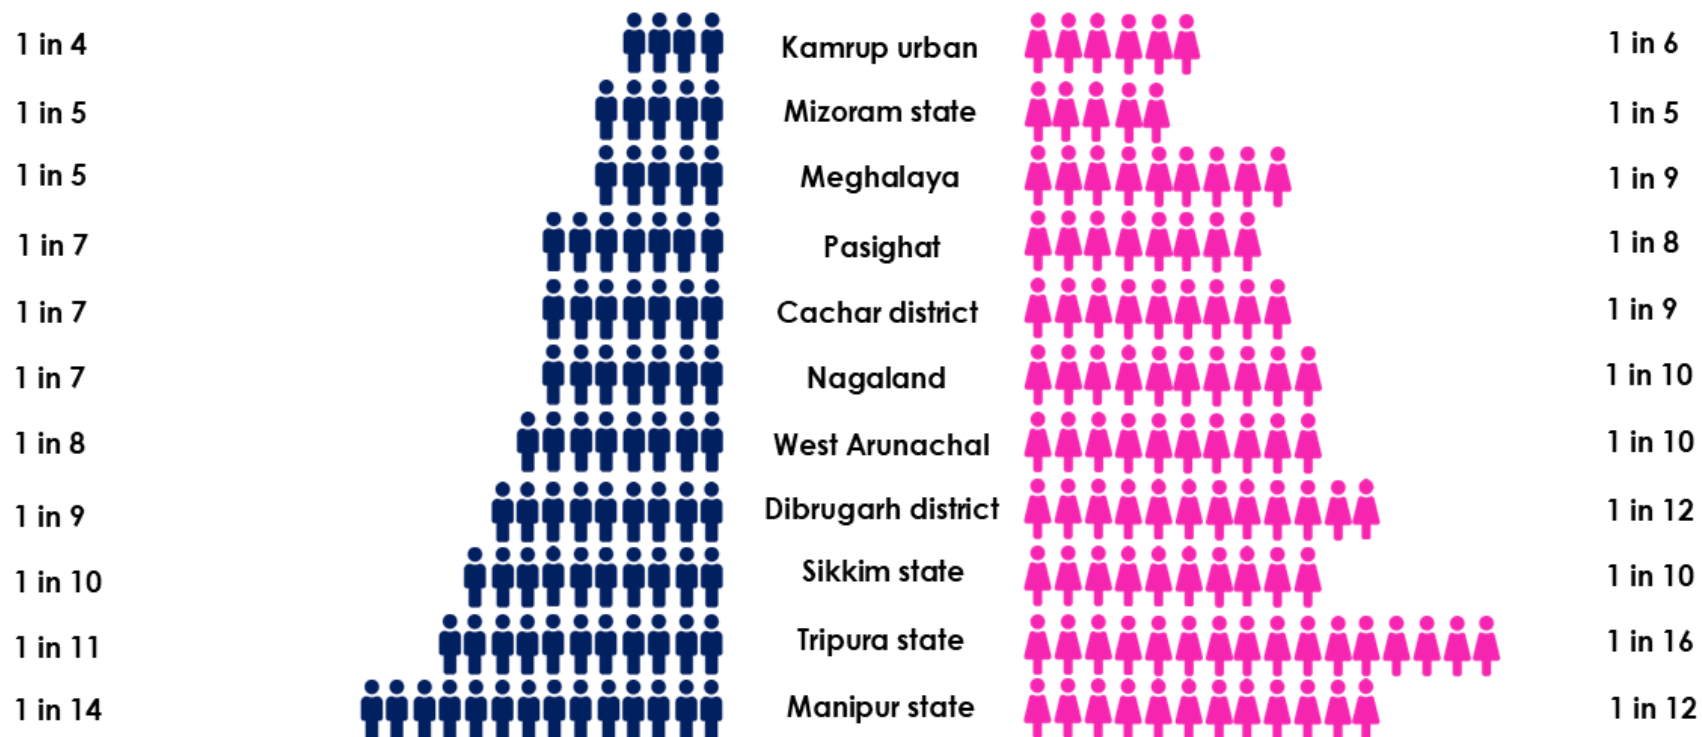 1 in 4 Kamrup urban 1 in 6
1 in 5 Mizoram state 1 in 5
1 in 5 Meghalaya 1 in 9
1 in 7 Pasighat 1 in 8
1 in 7 Cachar district 1 in 9
1 in 7 Nagaland 1 in 10
1 in 8 West Arunachal 1 in 10
1 in 9 Dibrugarh district 1 in 12
1 in 10 Sikkim state 1 in 10
1 in 11 Tripura state 1 in 16
1 in 14 Manipur state 1 in 12